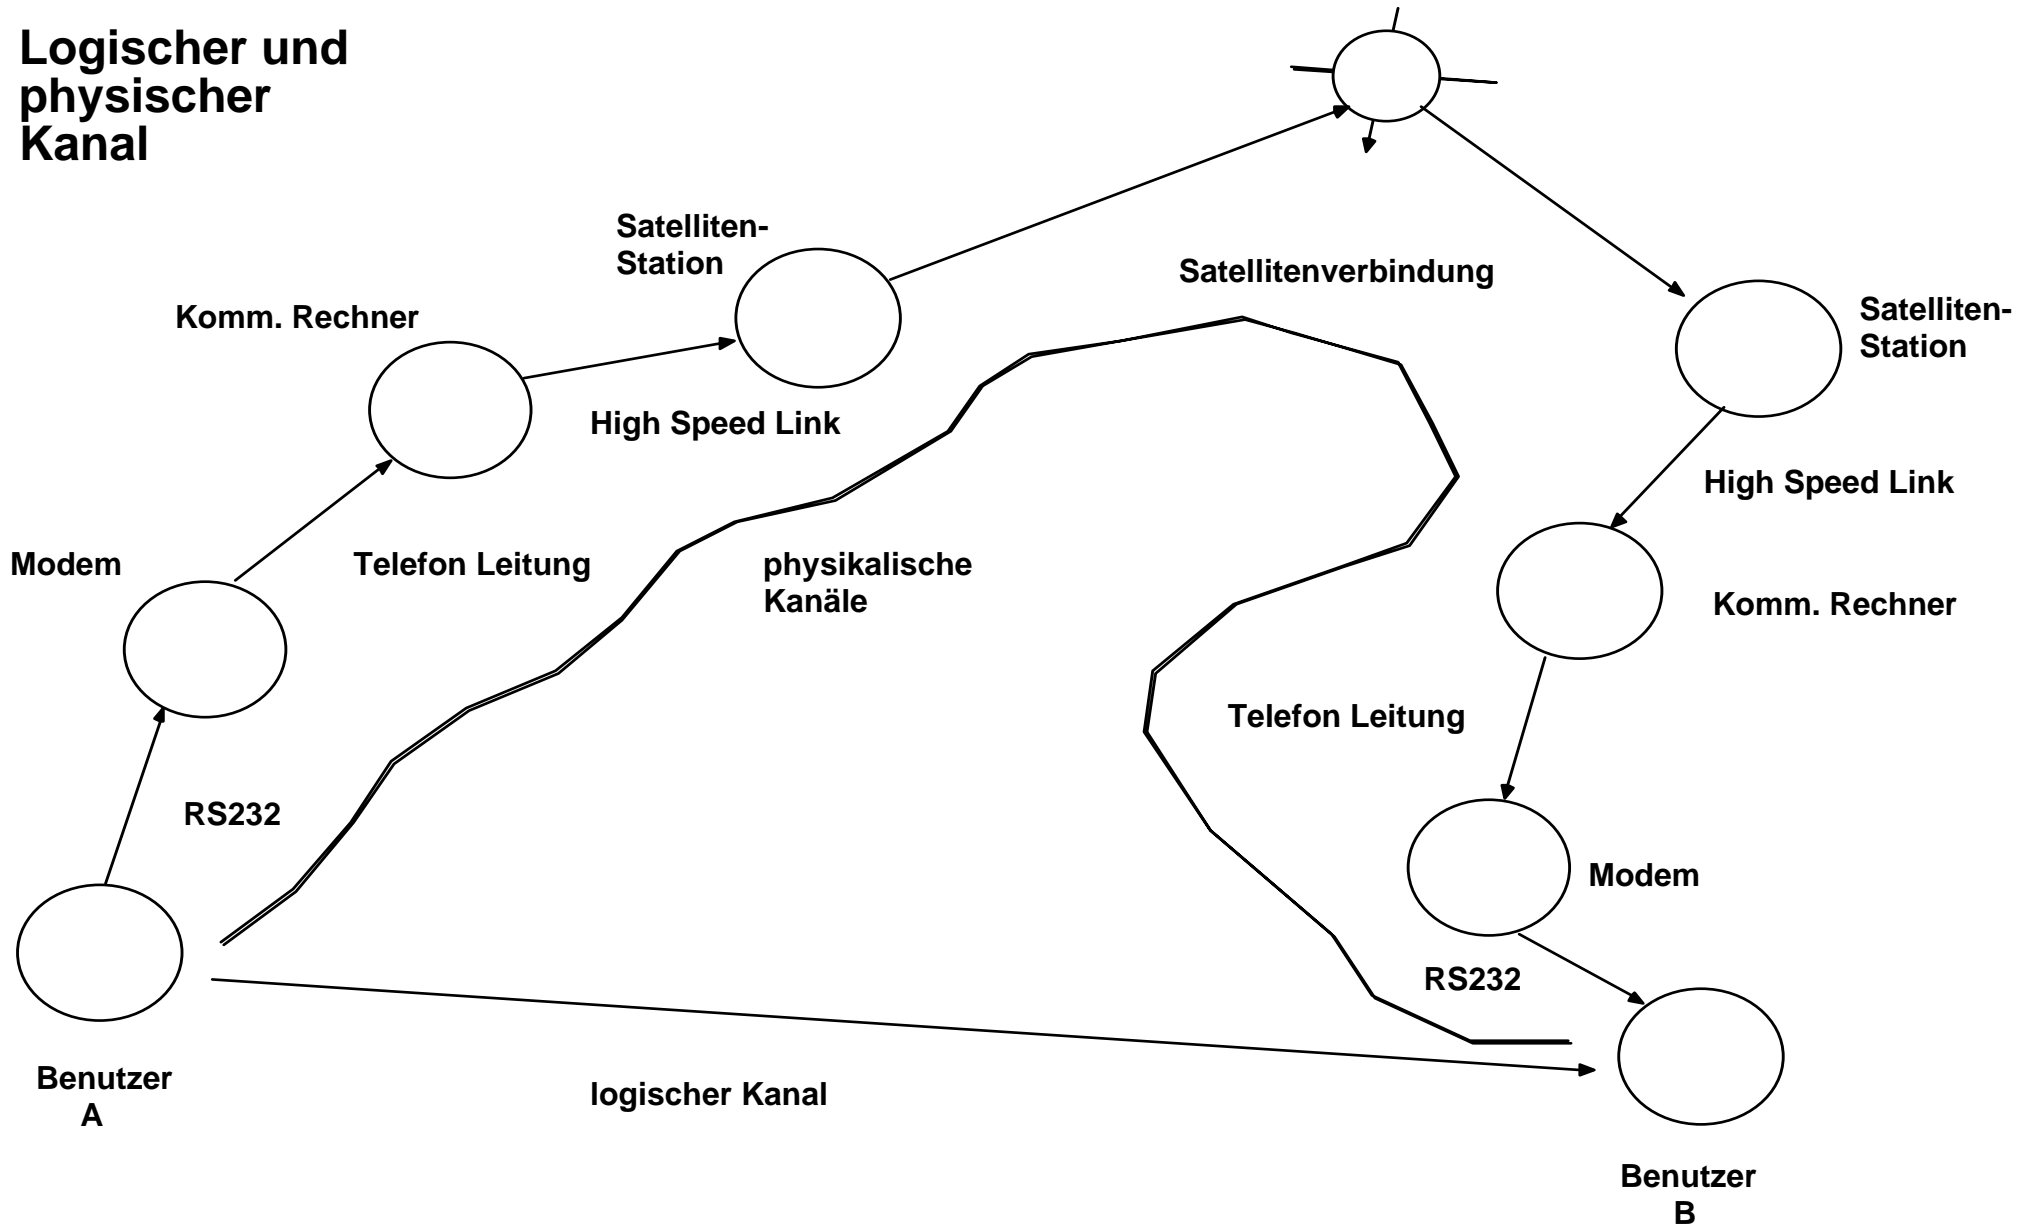 Logischer und
physischer
Kanal
Satelliten-
Station
Satellitenverbindung
Komm. Rechner
Satelliten-
Station
High Speed Link
High Speed Link
Modem
Telefon Leitung
physikalische
Kanäle
Komm. Rechner
Telefon Leitung
RS232
Modem
RS232
Benutzer
A
logischer Kanal
Benutzer
B